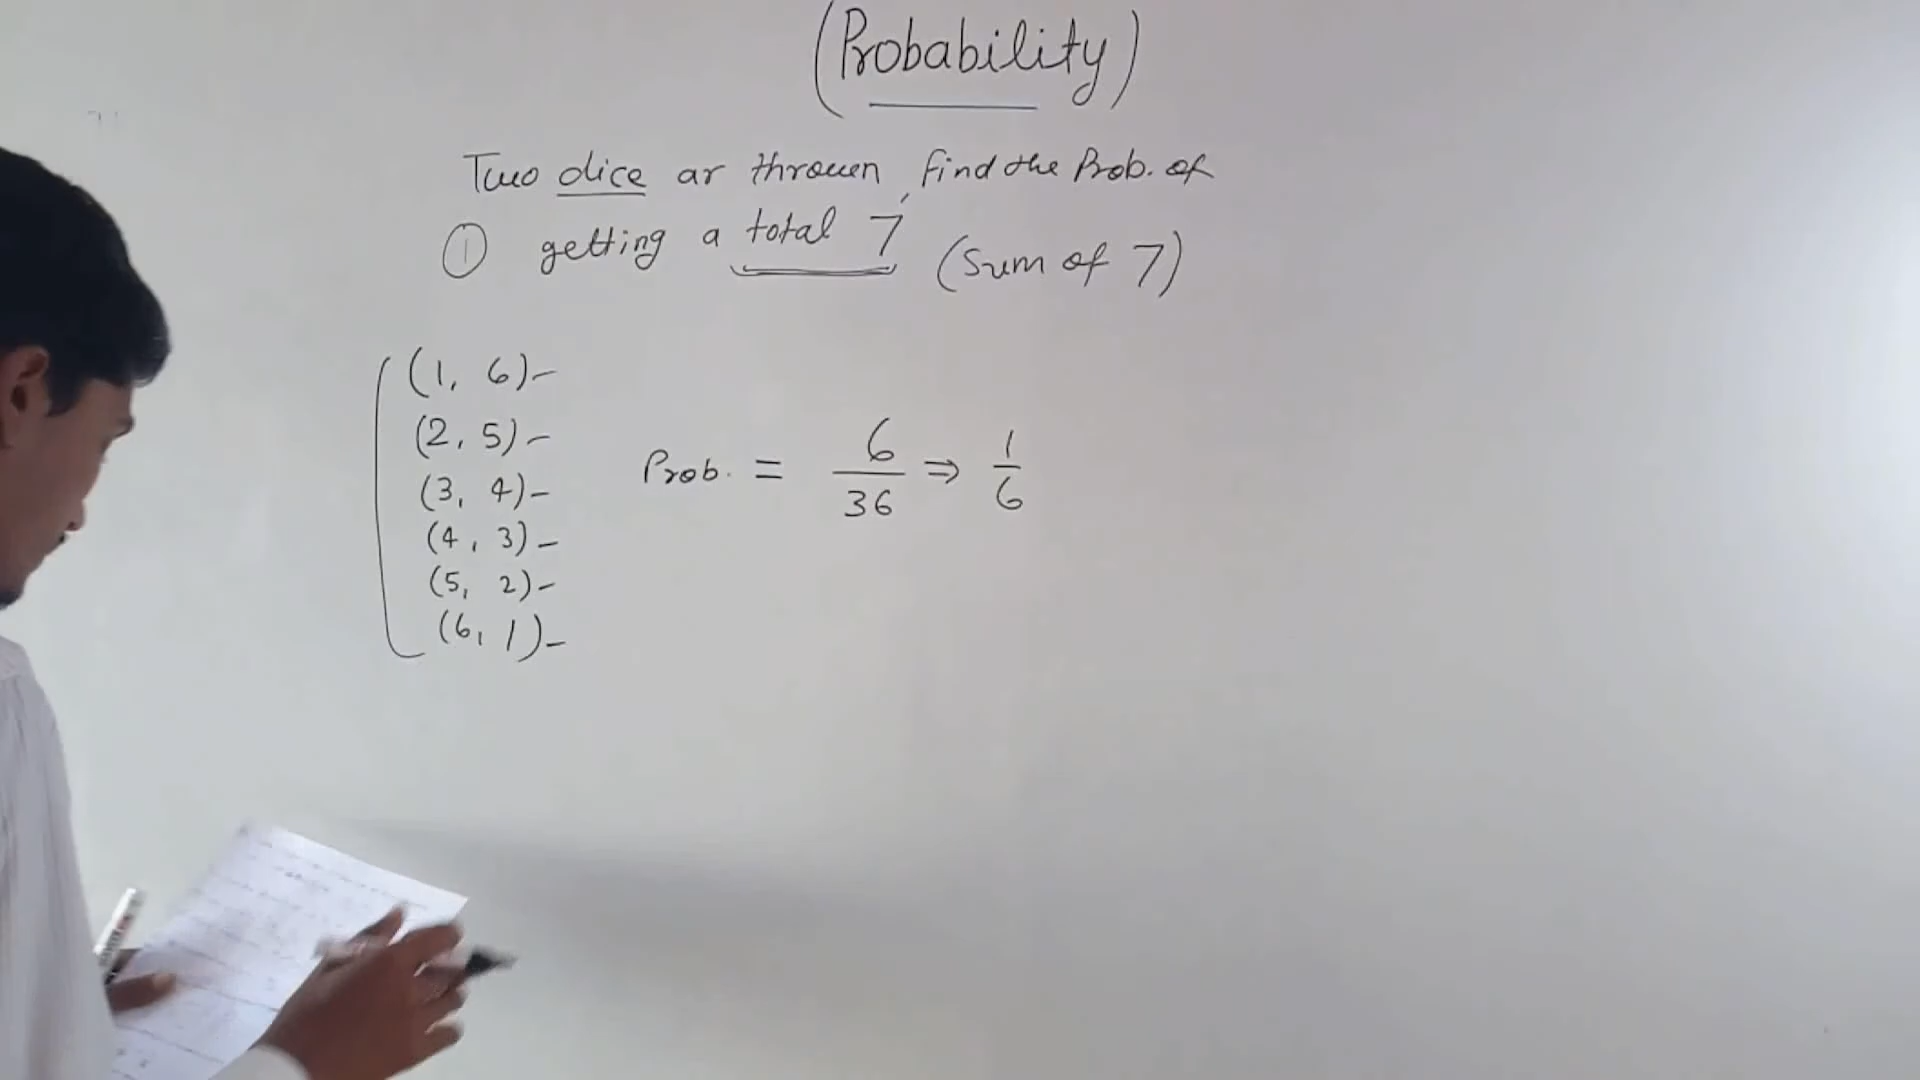 (Probability)
Two dice ar thrown, find the Prob. of
① getting a total 7 (Sum of 7)
(1, 6) -
(2, 5) -
(3, 4) -
(4, 3) -
(5, 2) -
(6, 1) -
Prob. = 6/36 ⇒ 1/6